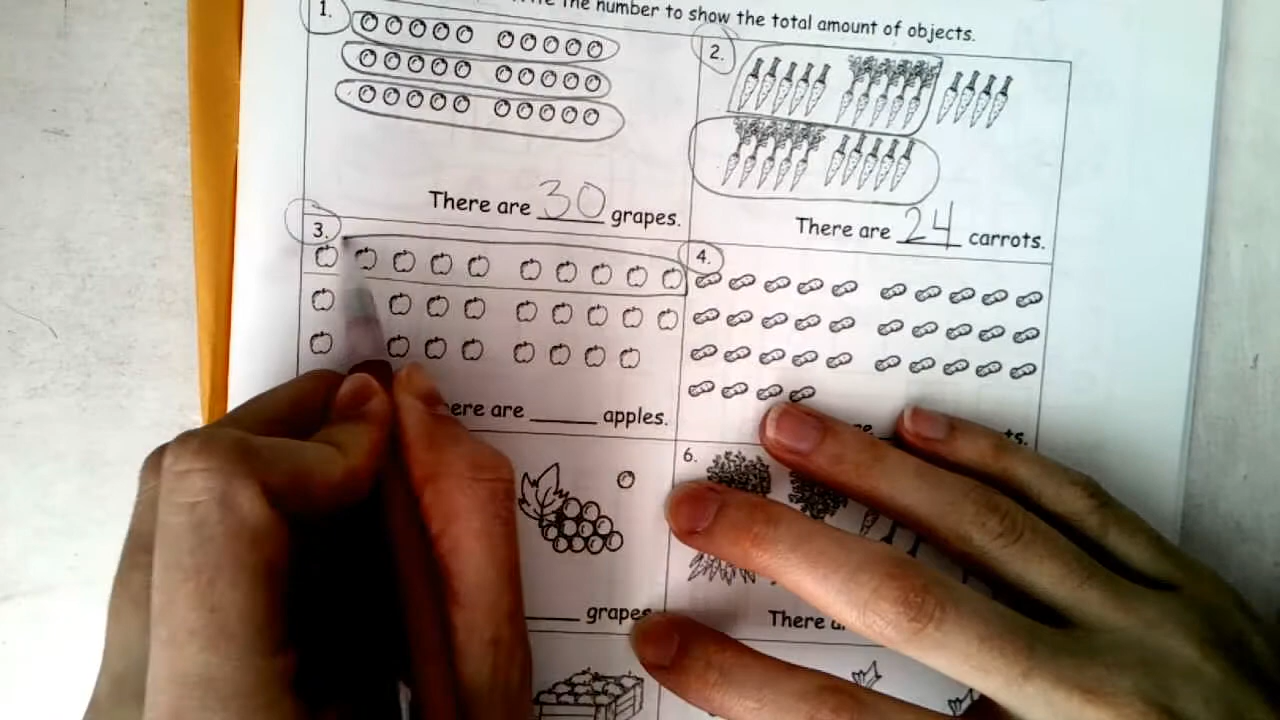 the number to show the total amount of objects.
1.
There are 30 grapes.
2.
There are 24 carrots.
3.
ere are ______ apples.
4.
grapes
6.
There